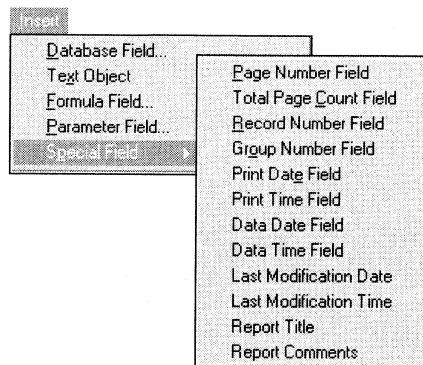 Insert
Database Field...
Text Object
Formula Field...
Parameter Field...
Special Field
Page Number Field
Total Page Count Field
Record Number Field
Group Number Field
Print Date Field
Print Time Field
Data Date Field
Data Time Field
Last Modification Date
Last Modification Time
Report Title
Report Comments